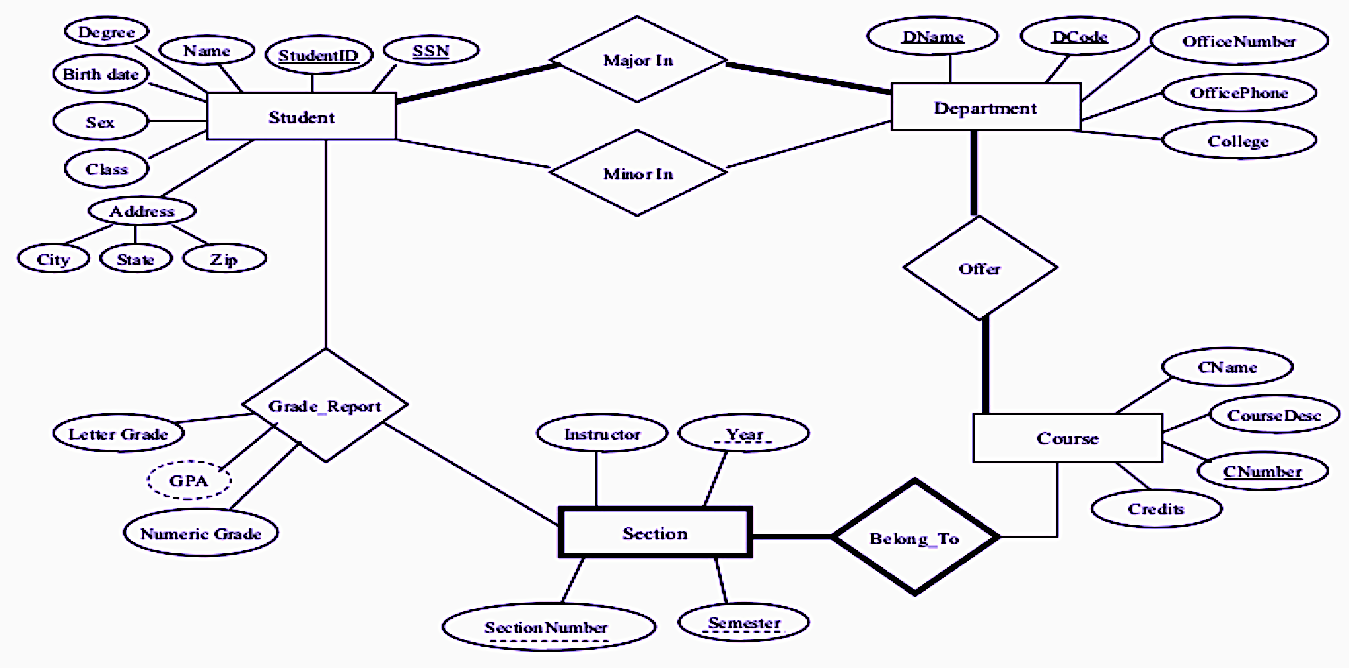 Degree
Name
StudentID
SSN
Birth date
Sex
Class
Address
City
State
Zip
Student
Major In
Minor In
DName
DCode
OfficeNumber
OfficePhone
College
Department
Offer
Grade_Report
Letter Grade
GPA
Numeric Grade
Instructor
Year
Section
SectionNumber
Semester
Belong_To
CName
CourseDesc
CNumber
Credits
Course